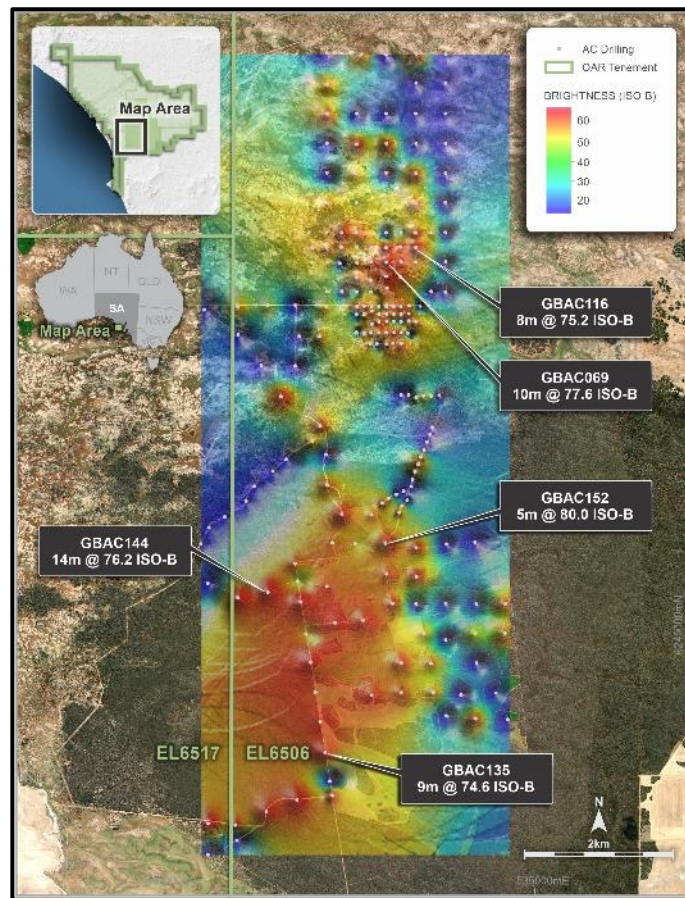 Map Area
WA
NT
QLD
SA
NSW
Map Area
AC Drilling
OAR Tenement
BRIGHTNESS (ISO B)
60
50
40
30
20
GBAC116
8m @ 75.2 ISO-B
GBAC069
10m @ 77.6 ISO-B
GBAC152
5m @ 80.0 ISO-B
GBAC144
14m @ 76.2 ISO-B
EL6517
EL6506
GBAC135
9m @ 74.6 ISO-B
N
2km
535000mE